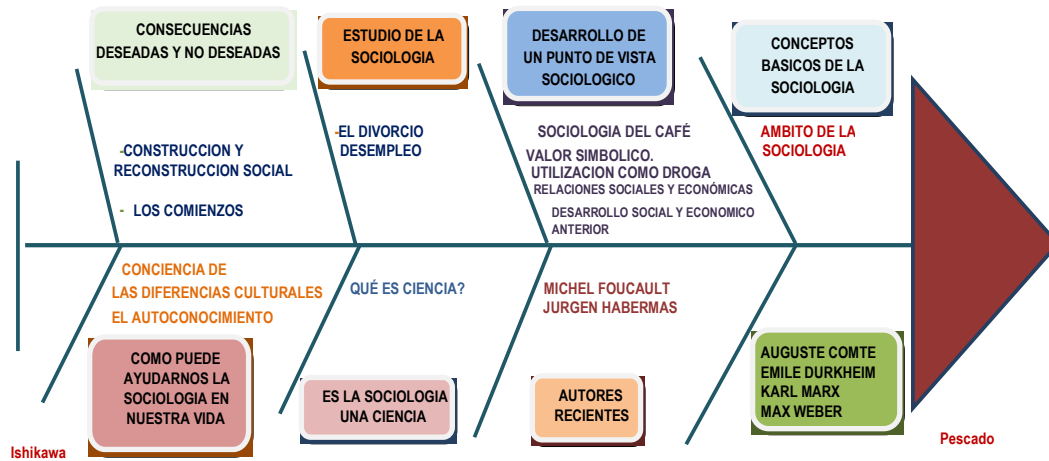 CONSECUENCIAS
DESEADAS Y NO DESEADAS
ESTUDIO DE LA
SOCIOLOGIA
DESARROLLO DE
UN PUNTO DE VISTA
SOCIOLOGICO
CONCEPTOS
BASICOS DE LA
SOCIOLOGIA
-CONSTRUCCION Y
RECONSTRUCCION SOCIAL
- LOS COMIENZOS
-EL DIVORCIO
DESEMPLEO
SOCIOLOGIA DEL CAFÉ
VALOR SIMBOLICO.
UTILIZACION COMO DROGA
RELACIONES SOCIALES Y ECONÓMICAS
DESARROLLO SOCIAL Y ECONOMICO
ANTERIOR
AMBITO DE LA
SOCIOLOGIA
CONCIENCIA DE
LAS DIFERENCIAS CULTURALES
EL AUTOCONOCIMIENTO
QUÉ ES CIENCIA?
MICHEL FOUCAULT
JURGEN HABERMAS
COMO PUEDE
AYUDARNOS LA
SOCIOLOGIA EN
NUESTRA VIDA
ES LA SOCIOLOGIA
UNA CIENCIA
AUTORES
RECIENTES
AUGUSTE COMTE
EMILE DURKHEIM
KARL MARX
MAX WEBER
Ishikawa
Pescado